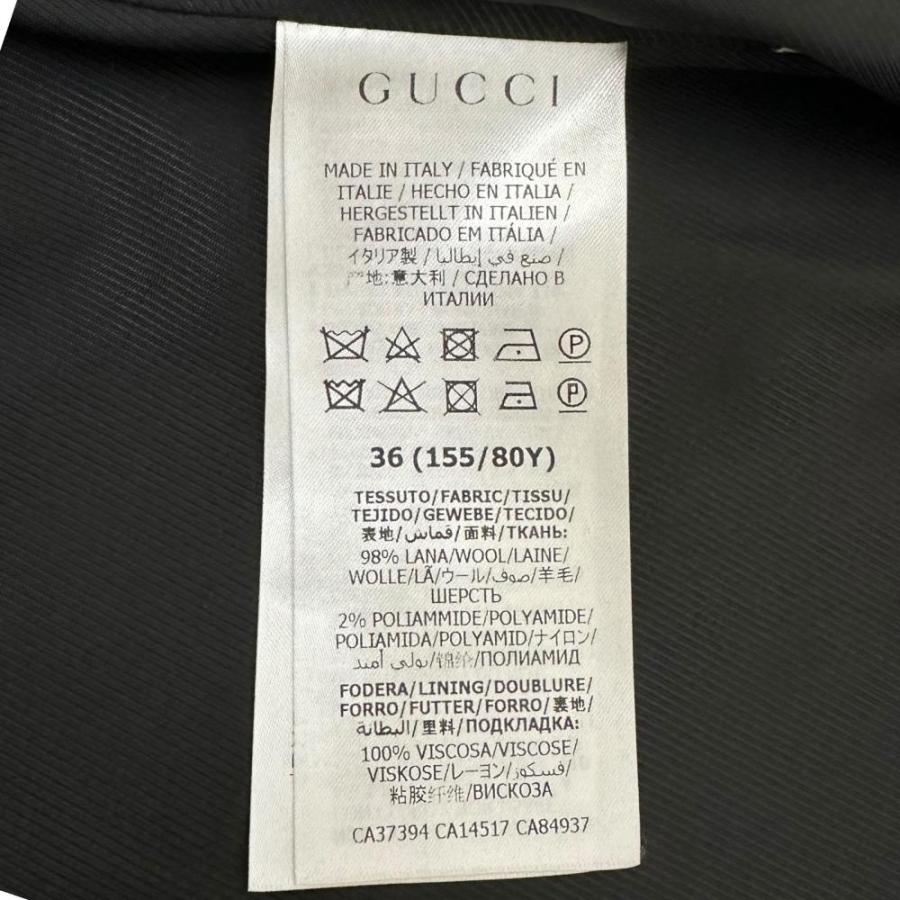 GUCCI
MADE IN ITALY / FABRIQUÉ EN
ITALIE / HECHO EN ITALIA /
HERGESTELLT IN ITALIEN /
FABRICADO EM ITÁLIA /
イタリア製 / صنع في إيطاليا /
地:意大利 / СДЕЛАНО В
ИТАЛИИ
P
P
36 (155/80Y)
TESSUTO/FABRIC/TISSU/
TEJIDO/GEWEBE/TECIDO/
表地/قماش/面料/ТКАНЬ:
98% LANA/WOOL/LAINE/
WOLLE/LÃ/ウール/صوف/羊毛/
ШЕРСТЬ
2% POLIAMMIDE/POLYAMIDE/
POLIAMIDA/POLYAMID/ナイロン/
بولي أميد/锦纶/ПОЛИАМИД
FODERA/LINING/DOUBLURE/
FORRO/FUTTER/FORRO/裏地/
البطانة/里料/ПОДКЛАДКА:
100% VISCOSA/VISCOSE/
VISKOSE/レーヨン/فسكوز/
粘胶纤维/ВИСКОЗА
CA37394 CA14517 CA84937